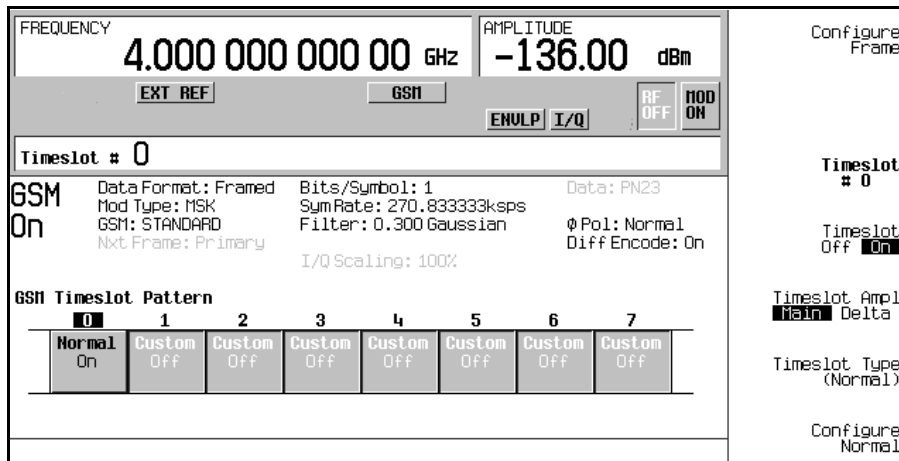 FREQUENCY
4.000 000 000 00 GHz
AMPLITUDE
-136.00 dBm
EXT REF
GSM
ENVLP I/Q
RF OFF
MOD ON
Timeslot # 0
GSM On
Data Format: Framed
Mod Type: MSK
GSM: STANDARD
Nxt Frame: Primary
Bits/Symbol: 1
Sym Rate: 270.833333ksps
Filter: 0.300 Gaussian
I/Q Scaling: 100%
Data: PN23
Φ Pol: Normal
Diff Encode: On
GSM Timeslot Pattern
0 1 2 3 4 5 6 7
Normal Custom Custom Custom Custom Custom Custom Custom
On Off Off Off Off Off Off Off
Configure
Frame
Timeslot
# 0
Timeslot
Off On
Timeslot Ampl
Main Delta
Timeslot Type
(Normal)
Configure
Normal